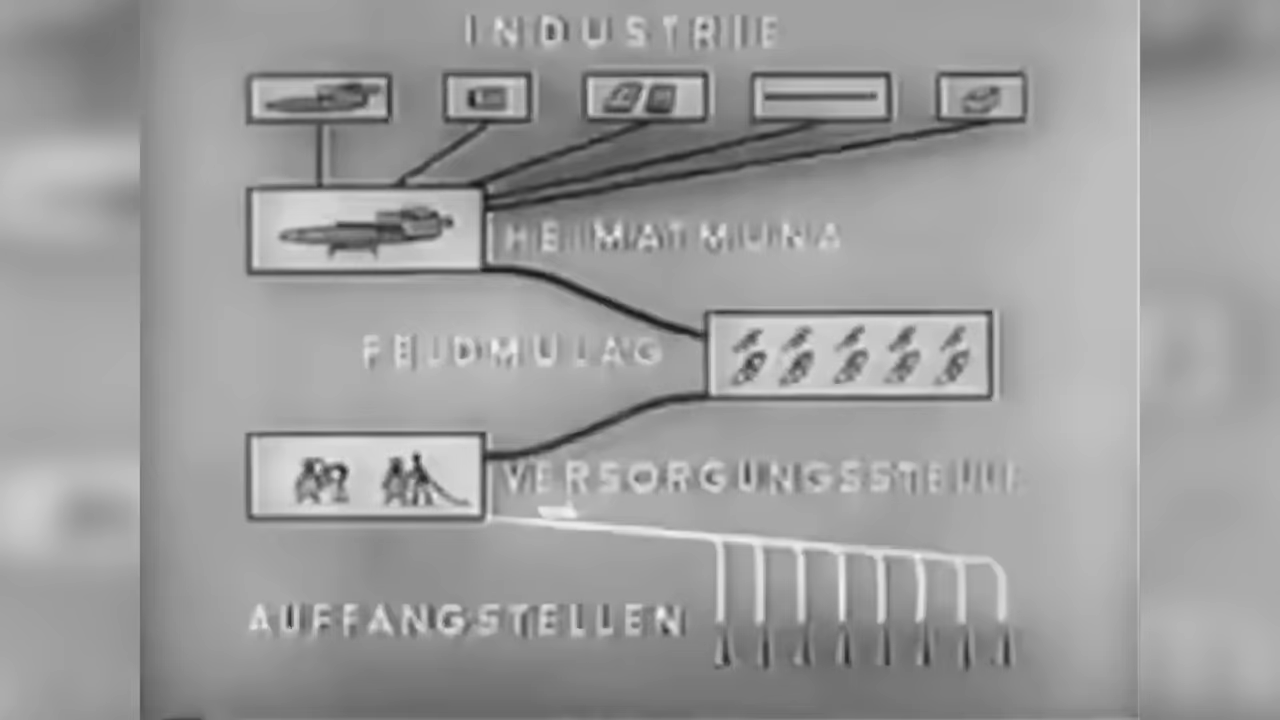 INDUSTRIE
HEIMATMUNA
FELDMULAG
VERSORGUNGSSTELLE
AUFFANGSTELLEN